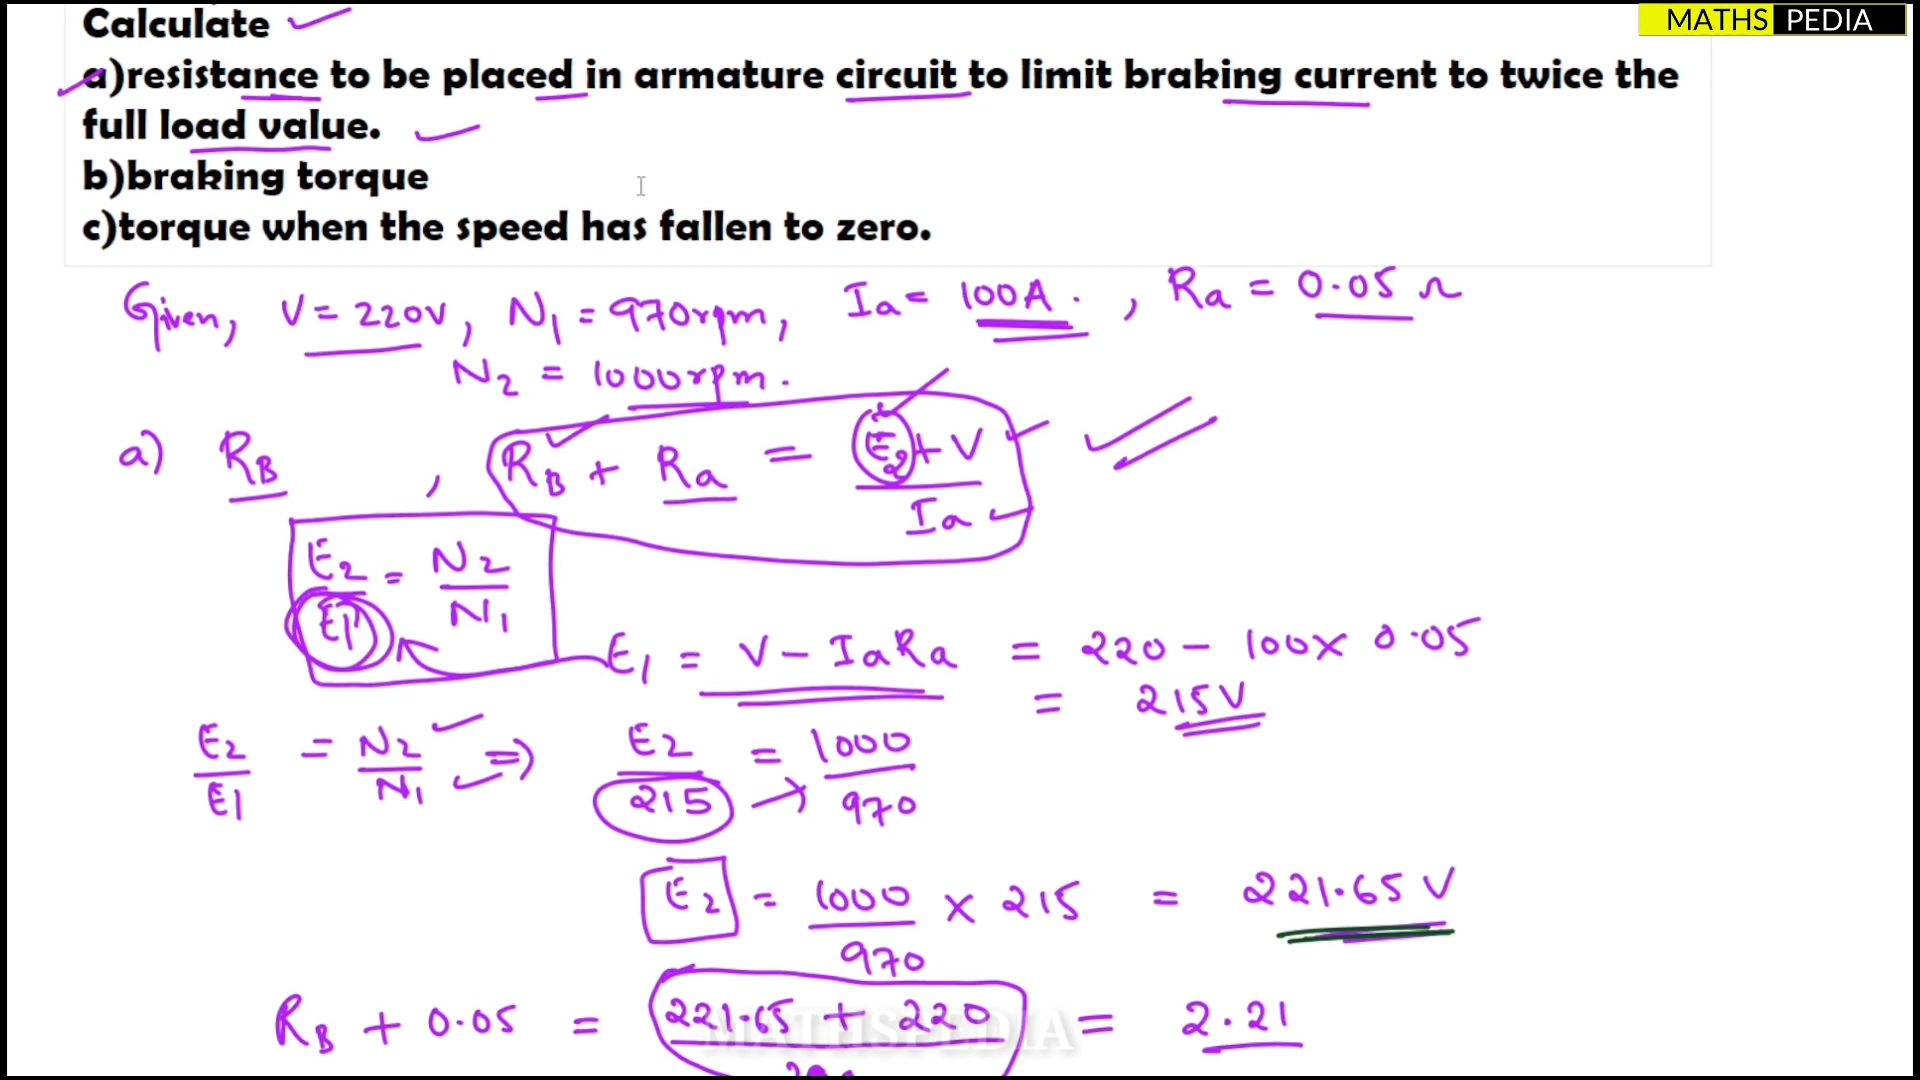 MATHS PEDIA
Calculate
a)resistance to be placed in armature circuit to limit braking current to twice the
full load value.
b)braking torque
c)torque when the speed has fallen to zero.
Given, V = 220V, N1 = 970rpm, Ia = 100A. , Ra = 0.05 Ω
N2 = 1000rpm.
a) RB , RB + Ra = E2 + V / Ia
E2 / E1 = N2 / N1
E1 = V - IaRa = 220 - 100 x 0.05
= 215V
E2 / E1 = N2 / N1 => E2 / 215 = 1000 / 970
E2 = 1000 / 970 x 215 = 221.65 V
RB + 0.05 = 221.65 + 220 = 2.21
MATHSPEDIA